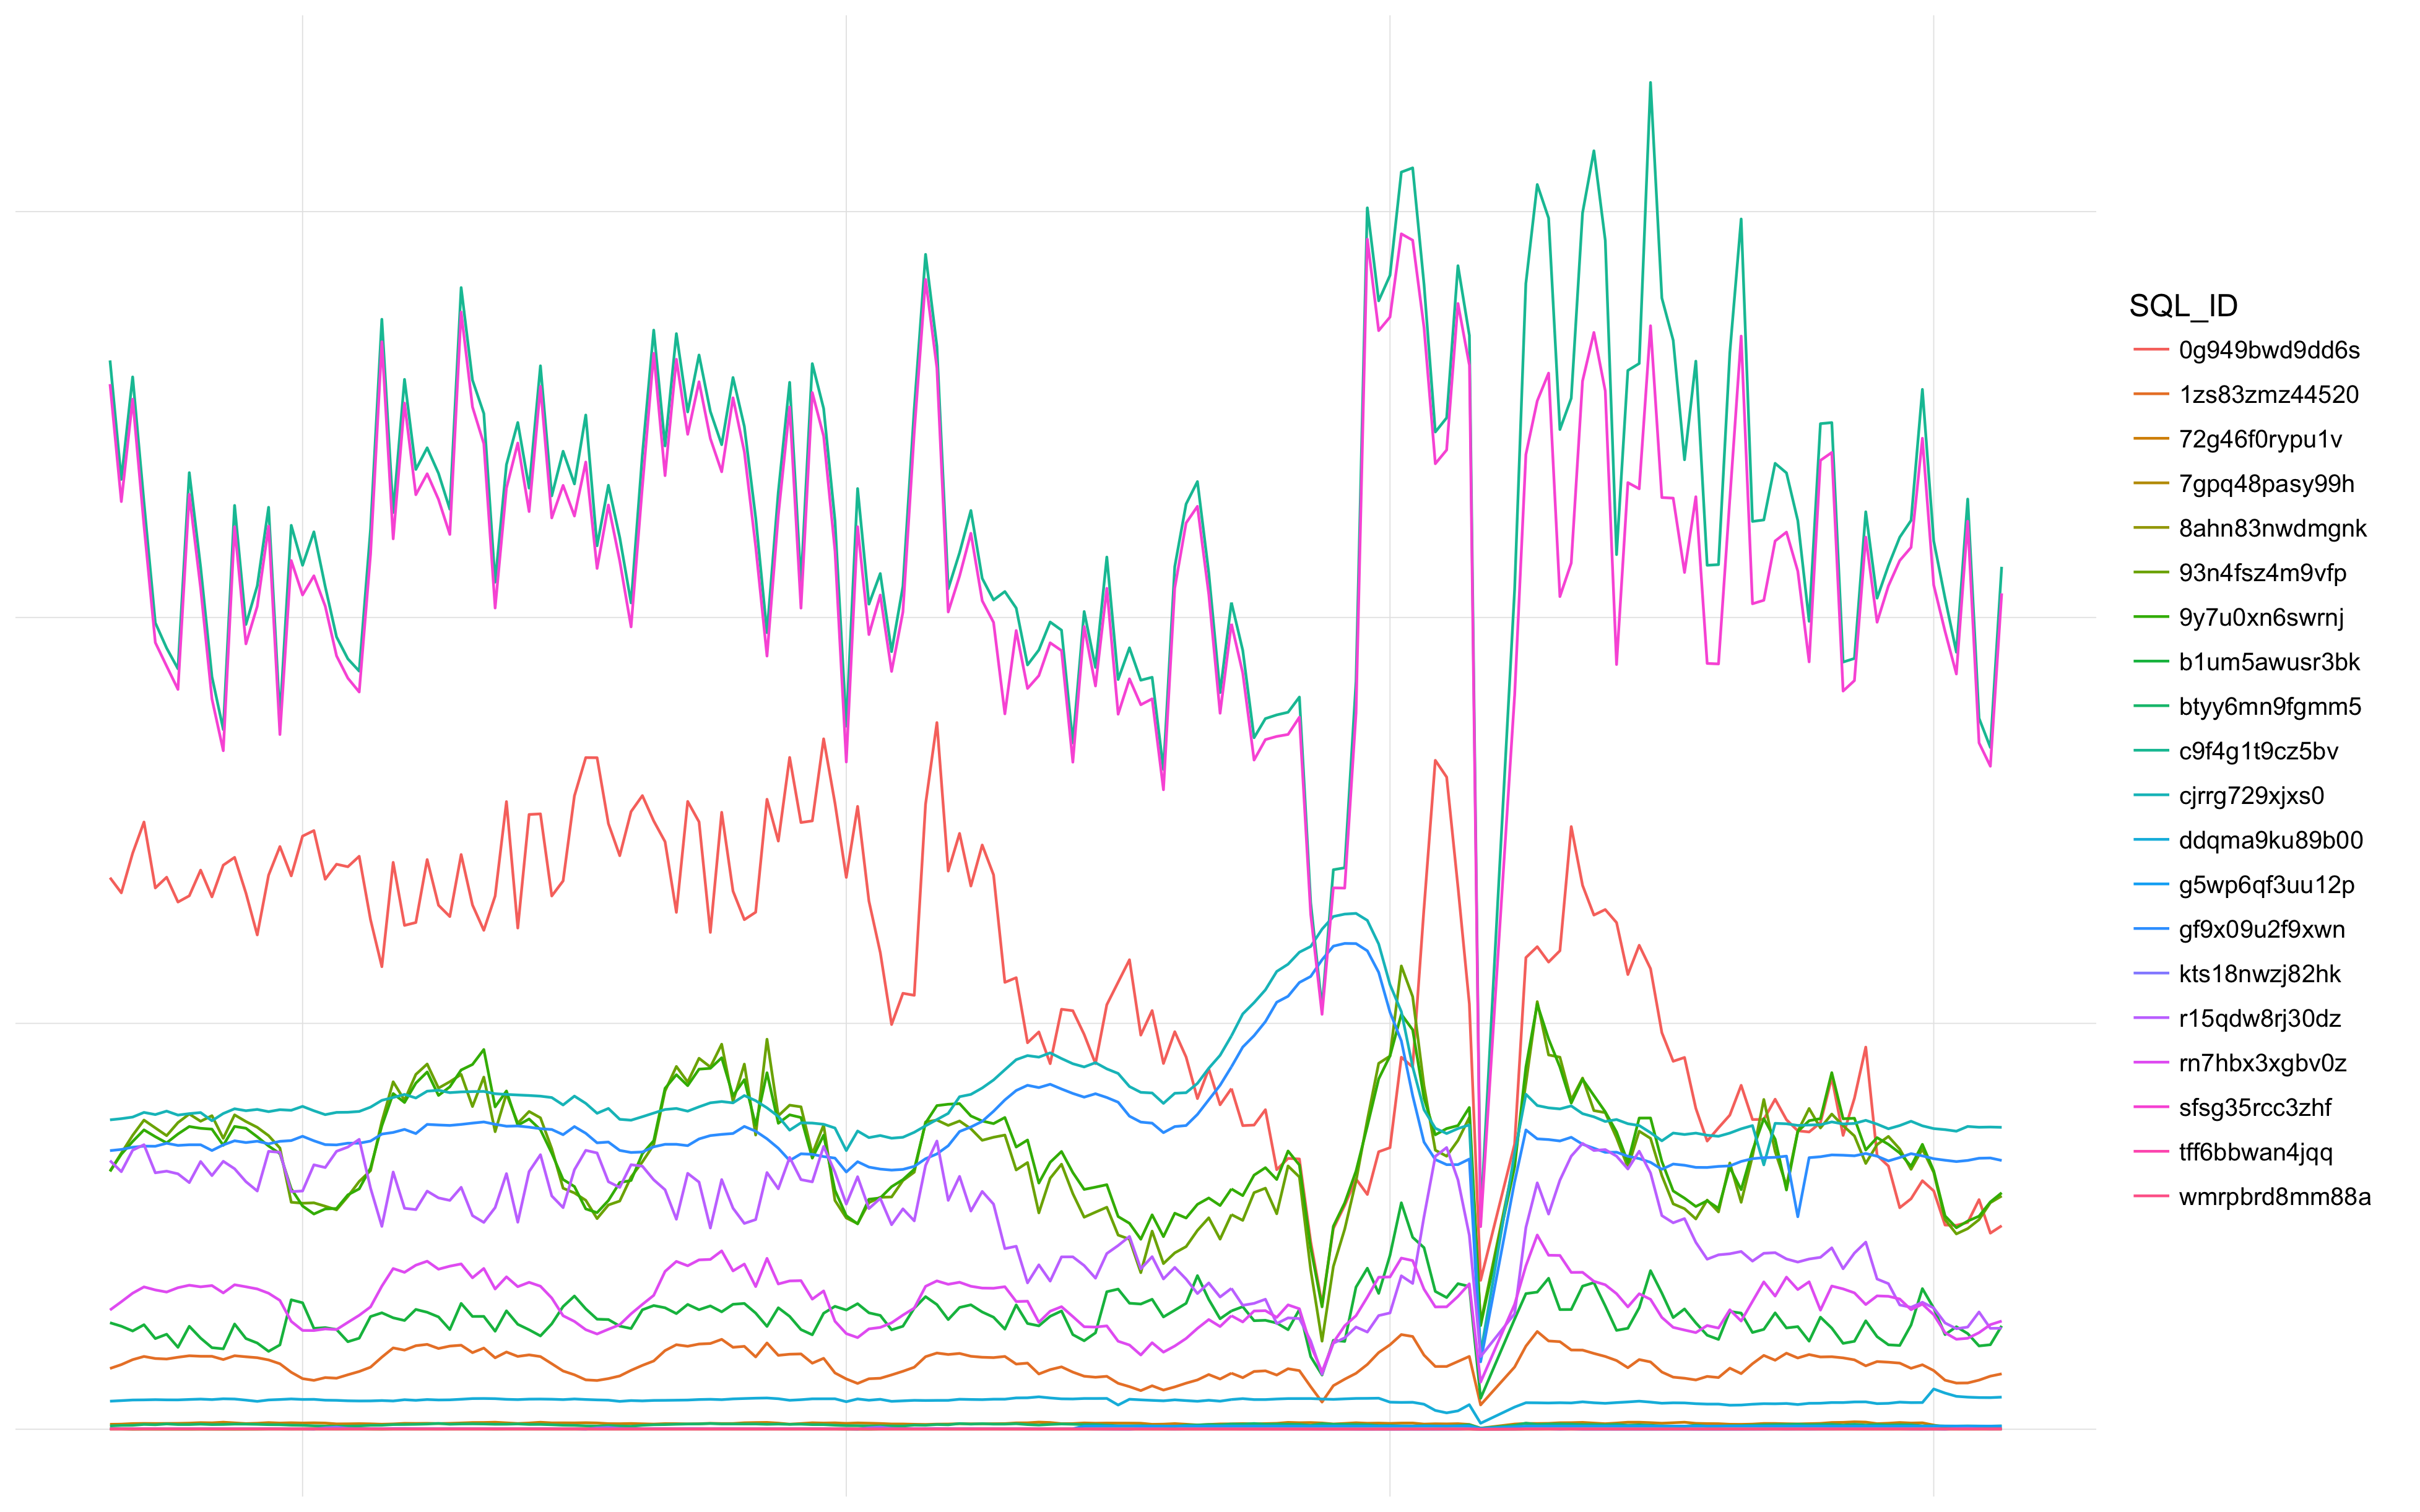 SQL_ID
0g949bwd9dd6s
1zs83zmz44520
72g46f0rypu1v
7gpq48pasy99h
8ahn83nwdmgnk
93n4fsz4m9vfp
9y7u0xn6swrnj
b1um5awusr3bk
btyy6mn9fgmm5
c9f4g1t9cz5bv
cjrrg729xjxs0
ddqma9ku89b00
g5wp6qf3uu12p
gf9x09u2f9xwn
kts18nwzj82hk
r15qdw8rj30dz
rn7hbx3xgbv0z
sfsg35rcc3zhf
tff6bbwan4jqq
wmrpbrd8mm88a